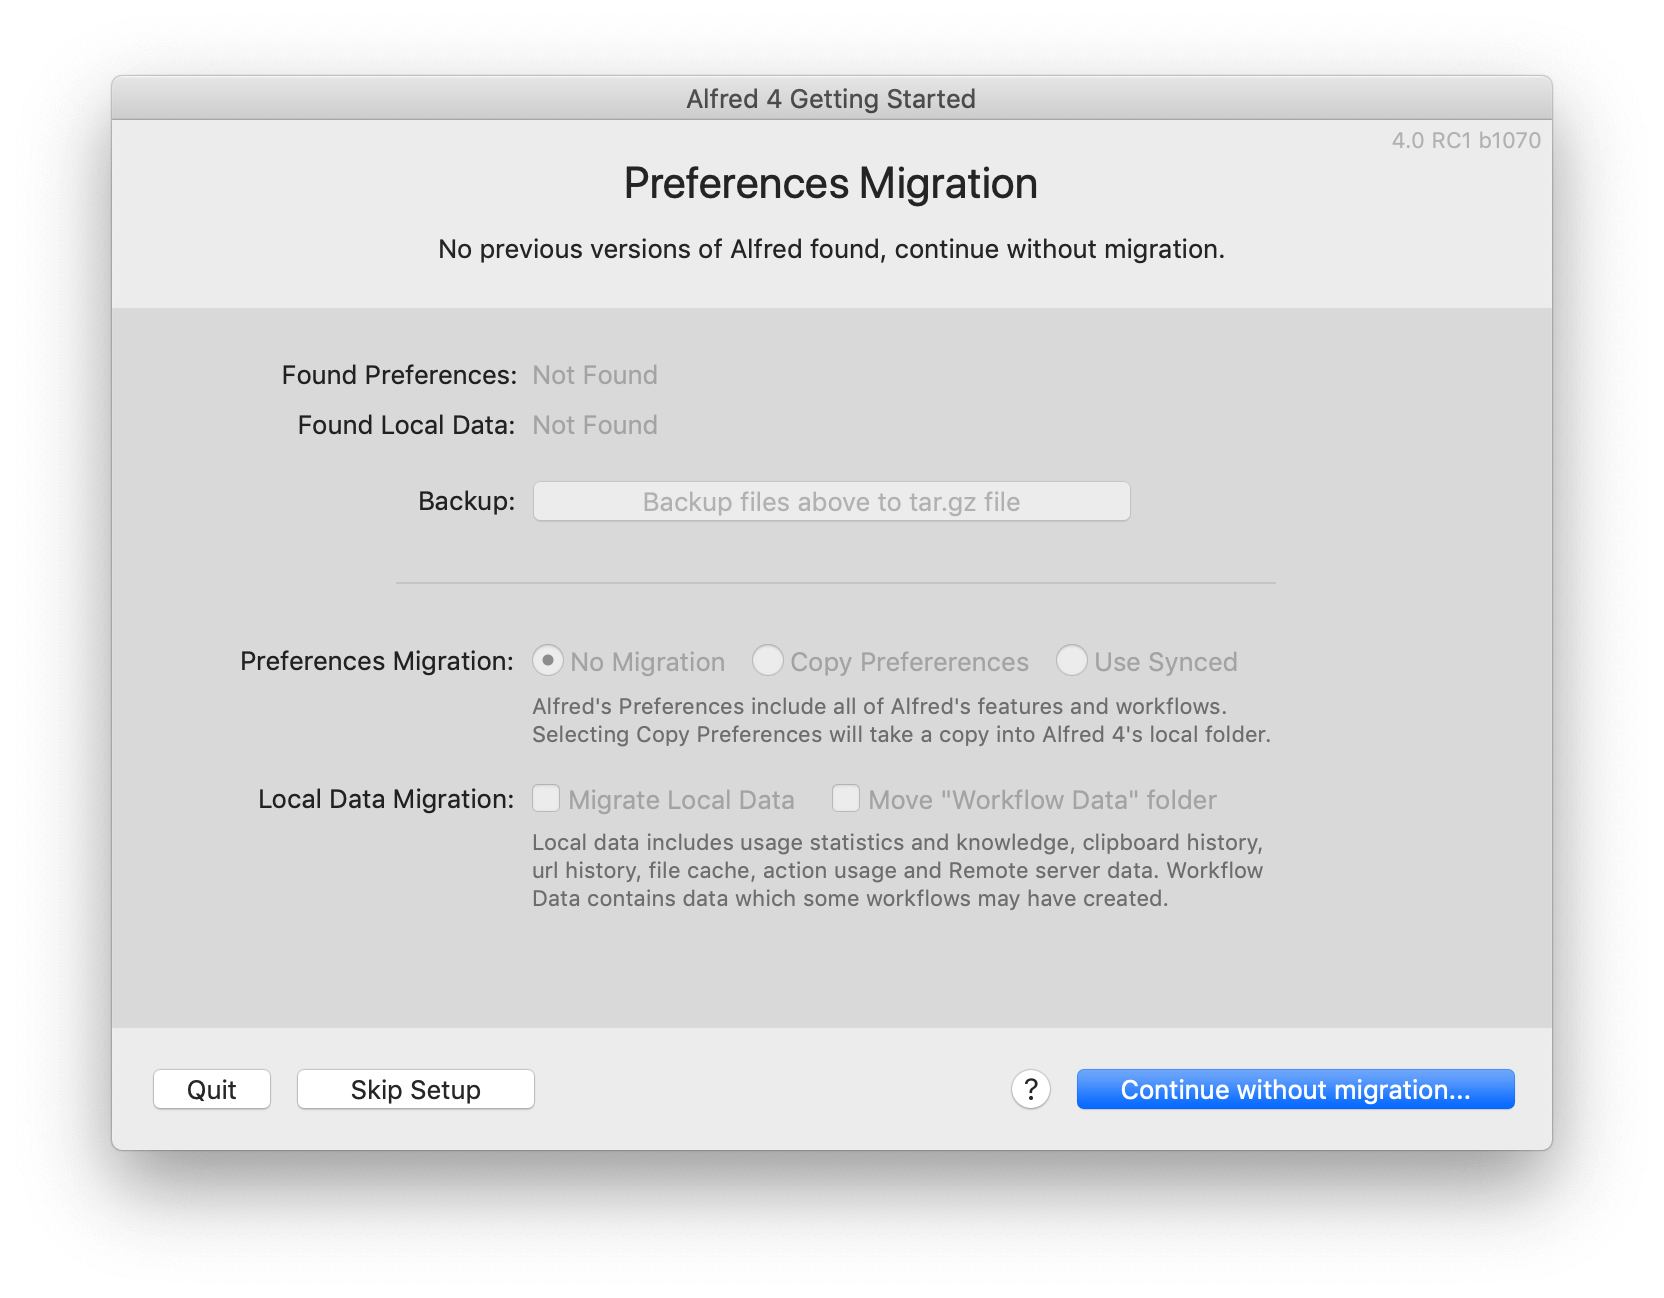 Alfred 4 Getting Started
4.0 RC1 b1070
Preferences Migration
No previous versions of Alfred found, continue without migration.
Found Preferences: Not Found
Found Local Data: Not Found
Backup: Backup files above to tar.gz file
Preferences Migration: No Migration Copy Prefererences Use Synced
Alfred's Preferences include all of Alfred's features and workflows.
Selecting Copy Preferences will take a copy into Alfred 4's local folder.
Local Data Migration: Migrate Local Data Move "Workflow Data" folder
Local data includes usage statistics and knowledge, clipboard history,
url history, file cache, action usage and Remote server data. Workflow
Data contains data which some workflows may have created.
Quit Skip Setup ? Continue without migration...